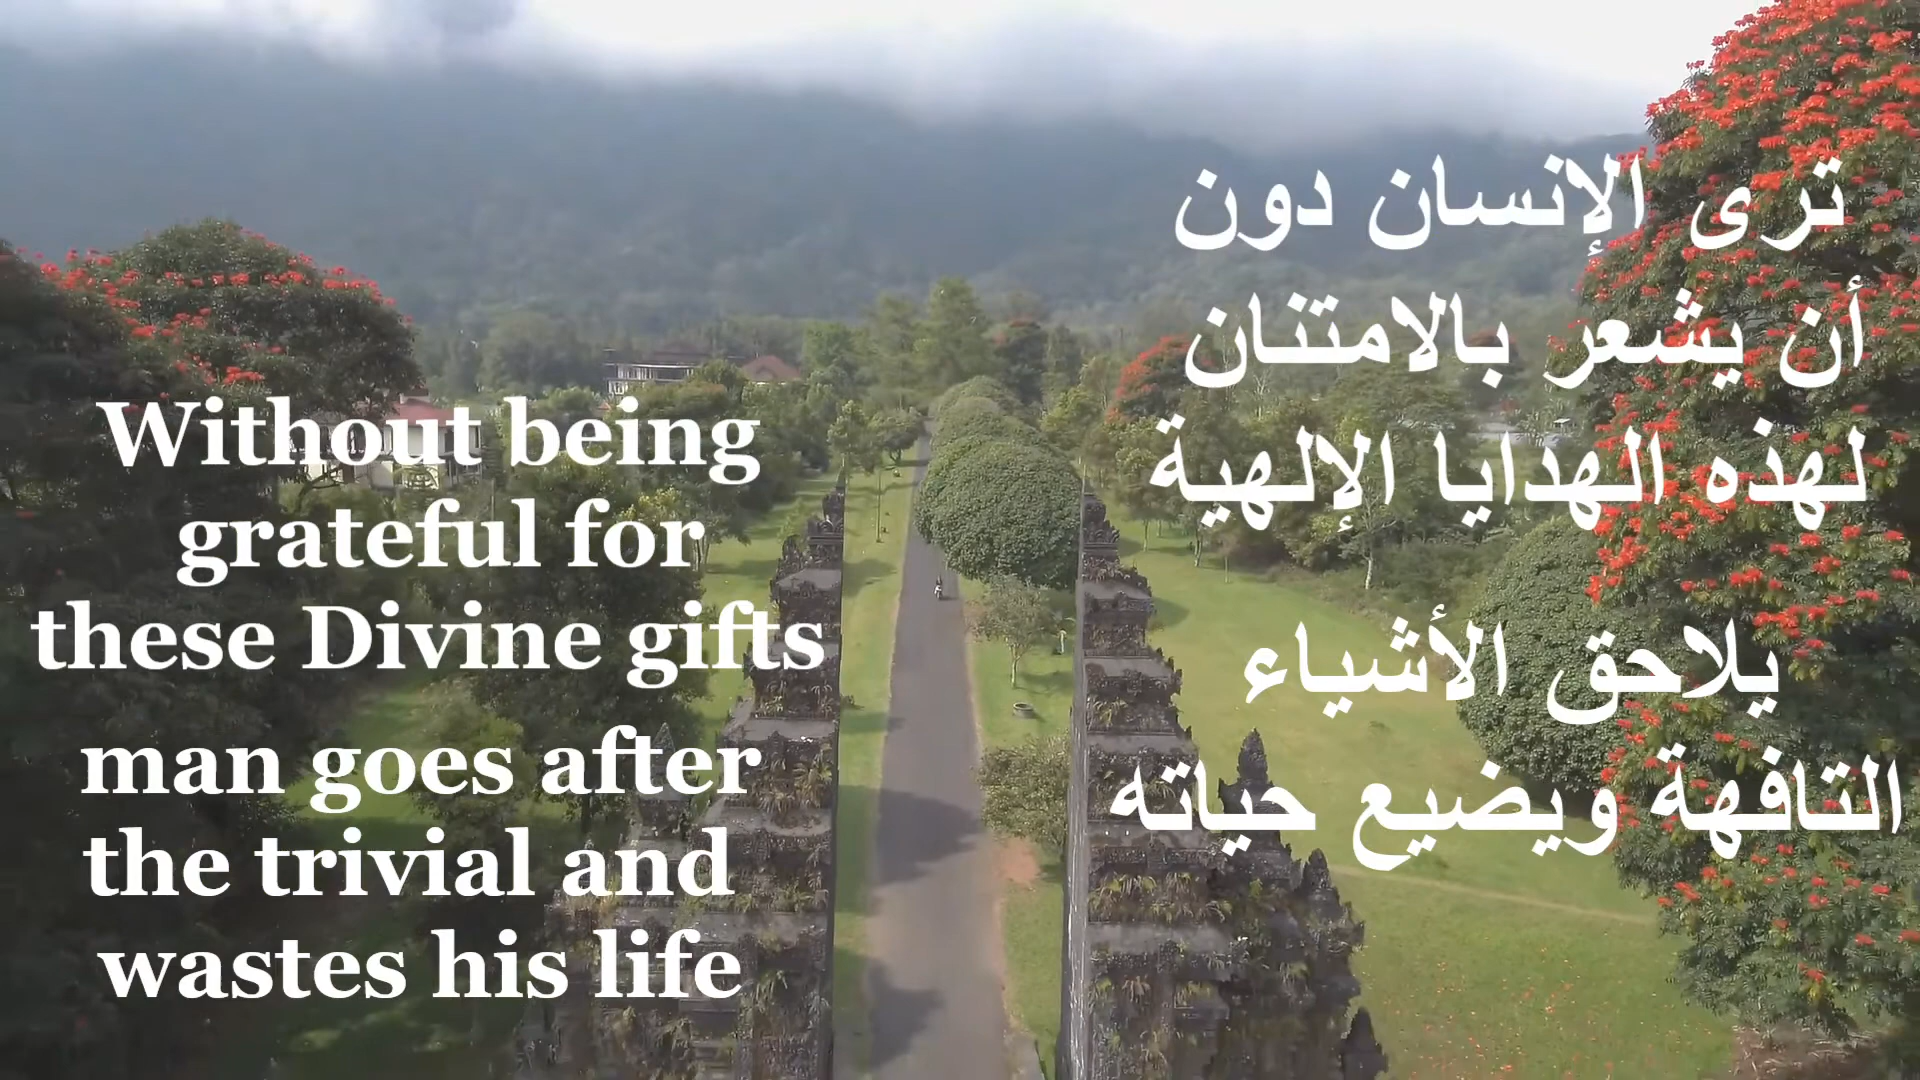 Without being
grateful for
these Divine gifts
man goes after
the trivial and
wastes his life
ترى الإنسان دون
أن يشعر بالامتنان
لهذه الهدايا الإلهية
يلاحق الأشياء
التافهة ويضيع حياته